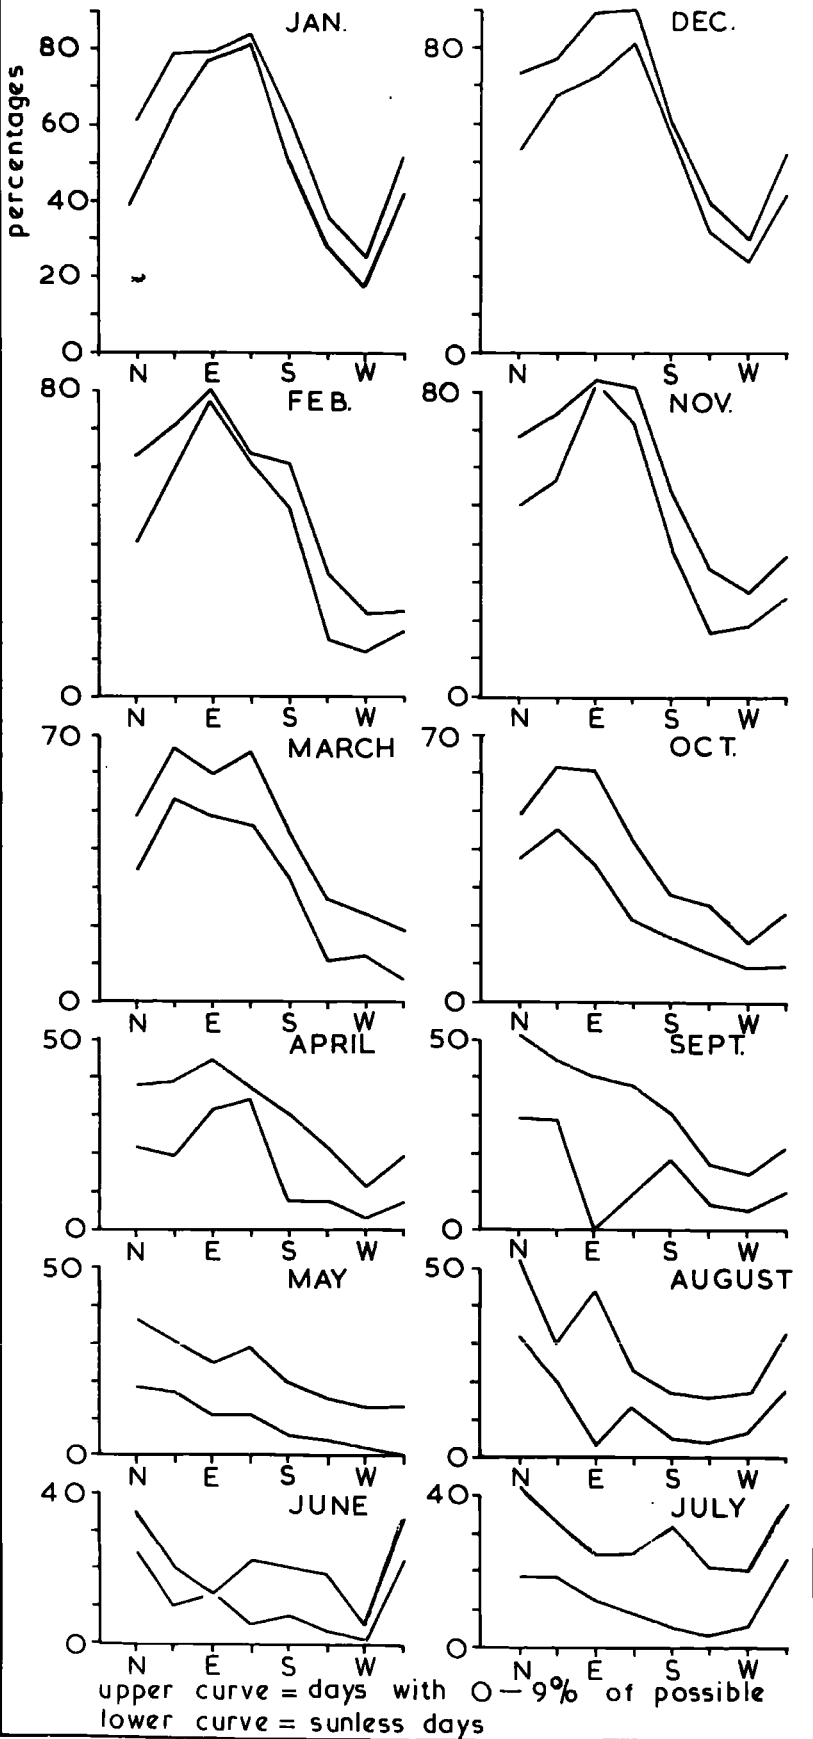 JAN.
percentages
80
60
40
20
0
N E S W
DEC.
80
0
N S W
FEB.
80
0
N E S W
NOV.
80
0
N E S W
MARCH
70
0
N E S W
OCT.
70
0
N E S W
APRIL
50
0
N E S W
SEPT.
50
0
N E S W
MAY
50
0
N E S W
AUGUST
50
0
N E S W
JUNE
40
0
N E S W
JULY
40
0
N E S W
upper curve = days with 0–9% of possible
lower curve = sunless days